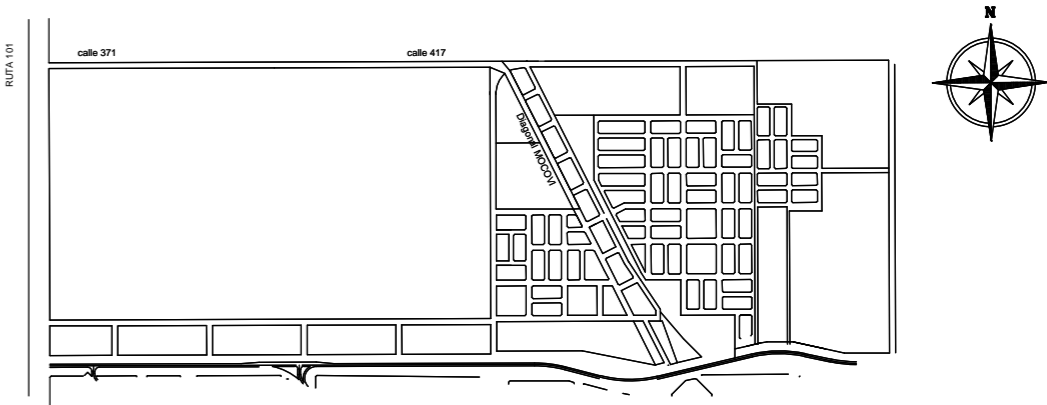 N
RUTA 101
calle 371
calle 417
Diagonal MOCOVI